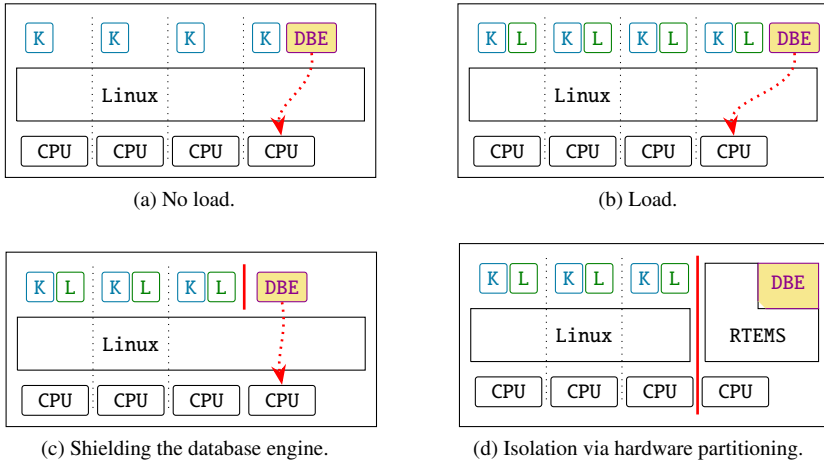 K K K K DBE
Linux
CPU CPU CPU CPU
(a) No load.
K L K L K L K L DBE
Linux
CPU CPU CPU CPU
(b) Load.
K L K L K L DBE
Linux
CPU CPU CPU CPU
(c) Shielding the database engine.
K L K L K L DBE
Linux RTEMS
CPU CPU CPU CPU
(d) Isolation via hardware partitioning.